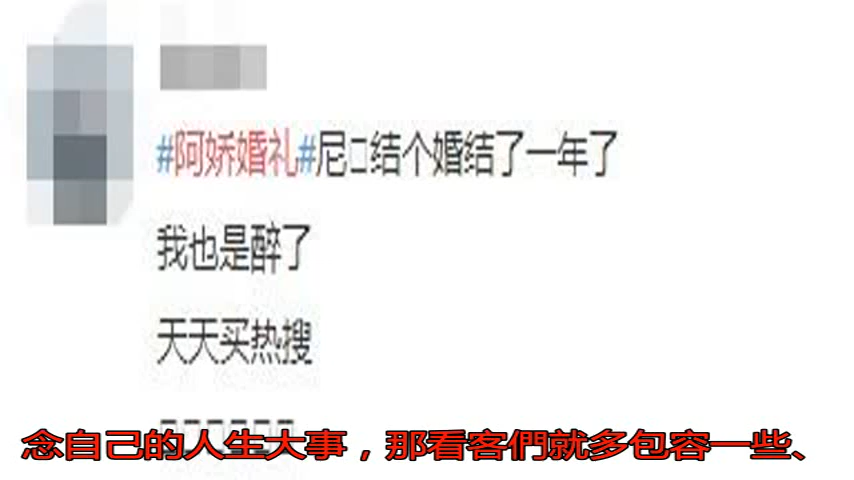 #阿娇婚礼#尼□结个婚结了一年了
我也是醉了
天天买热搜
念自己的人生大事，那看客們就多包容一些、